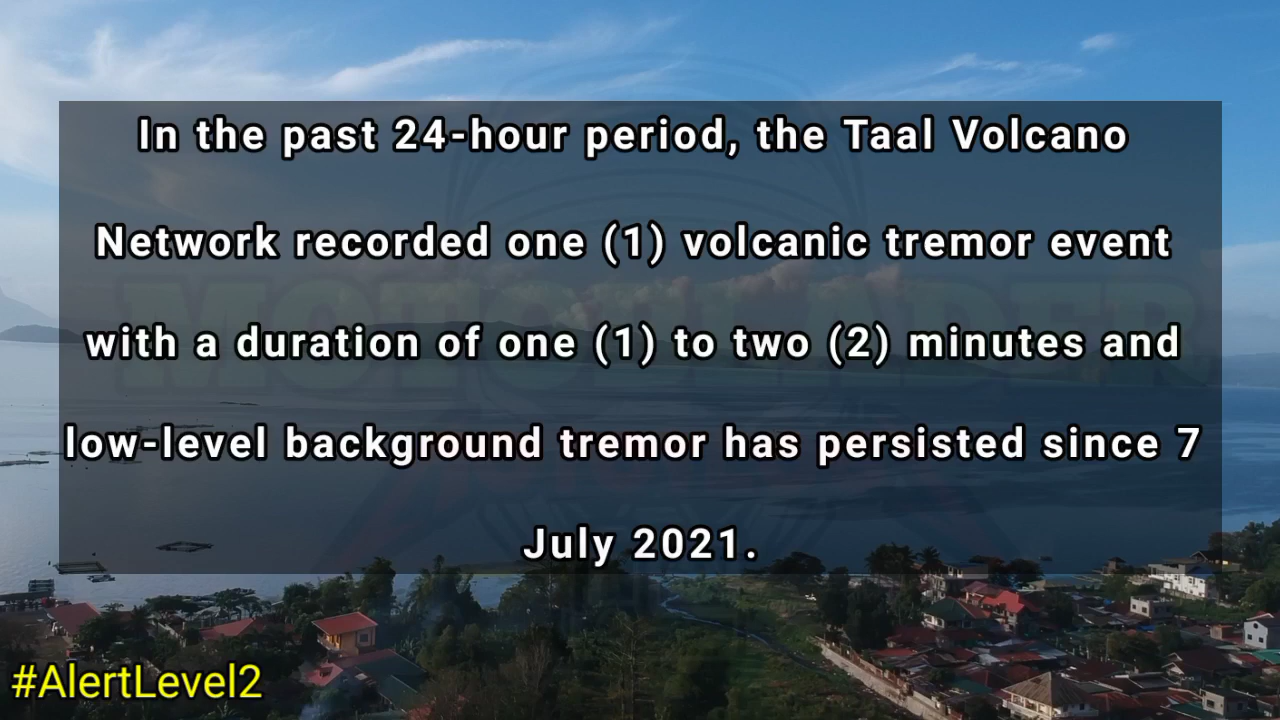 In the past 24-hour period, the Taal Volcano
Network recorded one (1) volcanic tremor event
with a duration of one (1) to two (2) minutes and
low-level background tremor has persisted since 7
July 2021.
#AlertLevel2